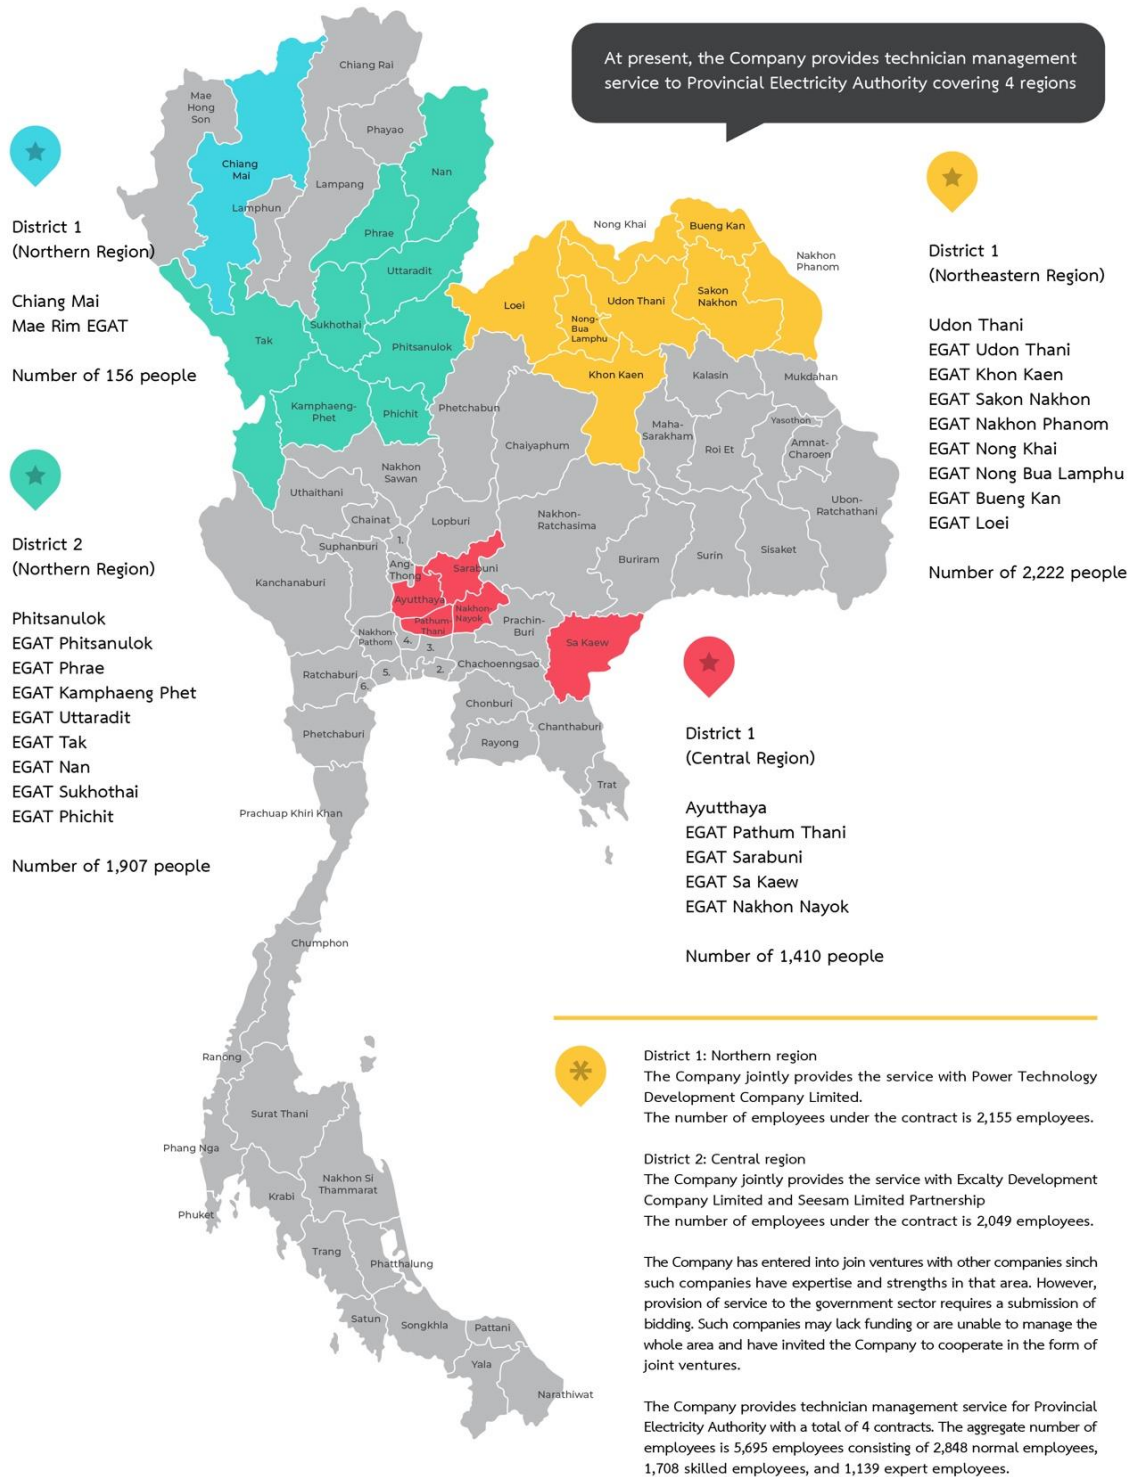 At present, the Company provides technician management
service to Provincial Electricity Authority covering 4 regions
District 1
(Northern Region)
Chiang Mai
Mae Rim EGAT
Number of 156 people
District 2
(Northern Region)
Phitsanulok
EGAT Phitsanulok
EGAT Phrae
EGAT Kamphaeng Phet
EGAT Uttaradit
EGAT Tak
EGAT Nan
EGAT Sukhothai
EGAT Phichit
Number of 1,907 people
Chiang Rai
Mae
Hong
Son
Phayao
Chiang
Mai
Nan
Lampang
Lamphun
Phrae
Uttaradit
Tak
Sukhothai
Phitsanulok
Kamphaeng-
Phet
Phichit
Phetchabun
Nong Khai
Bueng Kan
Nakhon
Phanom
Loei
Udon Thani
Sakon
Nakhon
Nong-
Bua
Lamphu
Khon Kaen
Kalasin
Mukdahan
Chaiyaphum
Maha-
Sarakham
Roi Et
Yasothon
Amnat-
Charoen
Nakhon
Sawan
Uthaithani
Chainat
Lopburi
Nakhon-
Ratchasima
Ubon-
Ratchathani
Suphanburi
1.
Ang-
Thong
Sarabuni
Buriram
Surin
Sisaket
Kanchanaburi
Ayutthaya
Pathum-
Thani
Nakhon-
Nayok
Prachin-
Buri
Sa Kaew
Nakhon-
Pathom
4.
3.
Ratchaburi
5.
2.
Chachoenngsao
6.
Chonburi
Phetchaburi
Rayong
Chanthaburi
Trat
Prachuap Khiri Khan
Chumphon
Ranong
Surat Thani
Phang Nga
Nakhon Si
Thammarat
Krabi
Phuket
Trang
Phatthalung
Satun
Songkhla
Pattani
Yala
Narathiwat
District 1
(Northeastern Region)
Udon Thani
EGAT Udon Thani
EGAT Khon Kaen
EGAT Sakon Nakhon
EGAT Nakhon Phanom
EGAT Nong Khai
EGAT Nong Bua Lamphu
EGAT Bueng Kan
EGAT Loei
Number of 2,222 people
District 1
(Central Region)
Ayutthaya
EGAT Pathum Thani
EGAT Sarabuni
EGAT Sa Kaew
EGAT Nakhon Nayok
Number of 1,410 people
District 1: Northern region
The Company jointly provides the service with Power Technology
Development Company Limited.
The number of employees under the contract is 2,155 employees.
District 2: Central region
The Company jointly provides the service with Excalty Development
Company Limited and Seesam Limited Partnership
The number of employees under the contract is 2,049 employees.
The Company has entered into join ventures with other companies sinch
such companies have expertise and strengths in that area. However,
provision of service to the government sector requires a submission of
bidding. Such companies may lack funding or are unable to manage the
whole area and have invited the Company to cooperate in the form of
joint ventures.
The Company provides technician management service for Provincial
Electricity Authority with a total of 4 contracts. The aggregate number of
employees is 5,695 employees consisting of 2,848 normal employees,
1,708 skilled employees, and 1,139 expert employees.